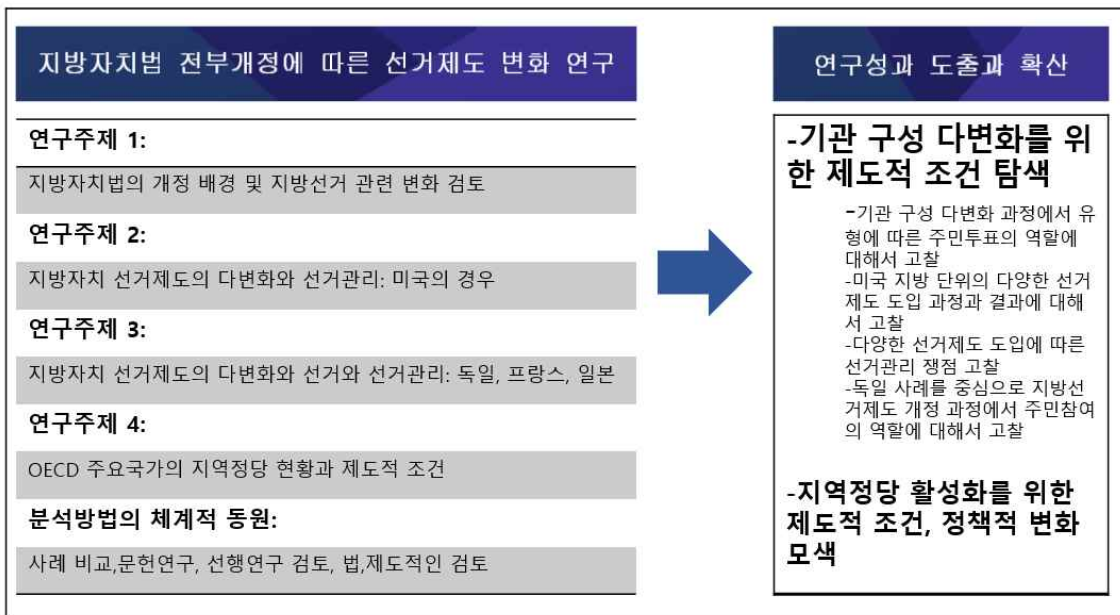 지방자치법 전부개정에 따른 선거제도 변화 연구
연구주제 1:
지방자치법의 개정 배경 및 지방선거 관련 변화 검토
연구주제 2:
지방자치 선거제도의 다변화와 선거관리: 미국의 경우
연구주제 3:
지방자치 선거제도의 다변화와 선거와 선거관리: 독일, 프랑스, 일본
연구주제 4:
OECD 주요국가의 지역정당 현황과 제도적 조건
분석방법의 체계적 동원:
사례 비교,문헌연구, 선행연구 검토, 법,제도적인 검토
연구성과 도출과 확산
-기관 구성 다변화를 위
한 제도적 조건 탐색
-기관 구성 다변화 과정에서 유
형에 따른 주민투표의 역할에
대해서 고찰
-미국 지방 단위의 다양한 선거
제도 도입 과정과 결과에 대해
서 고찰
-다양한 선거제도 도입에 따른
선거관리 쟁점 고찰
-독일 사례를 중심으로 지방선
거제도 개정 과정에서 주민참여
의 역할에 대해서 고찰
-지역정당 활성화를 위한
제도적 조건, 정책적 변화
모색